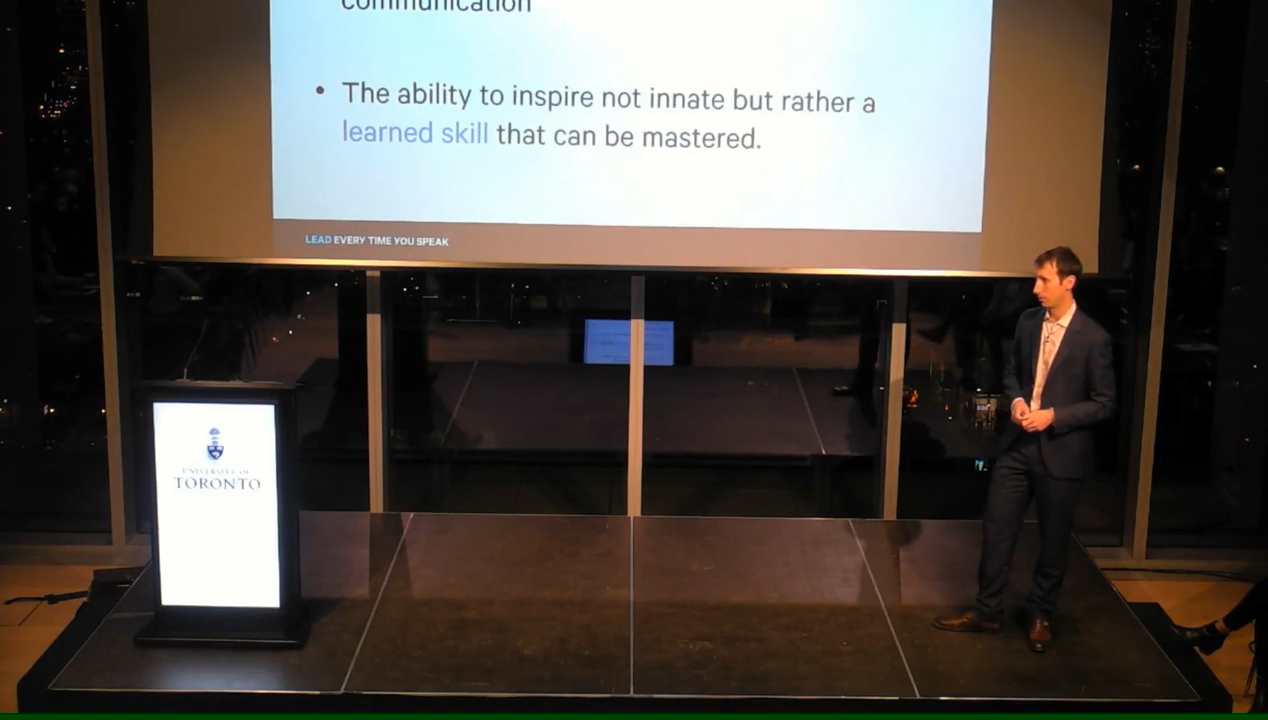 communication
• The ability to inspire not innate but rather a
learned skill that can be mastered.
LEAD EVERY TIME YOU SPEAK
UNIVERSITY OF
TORONTO